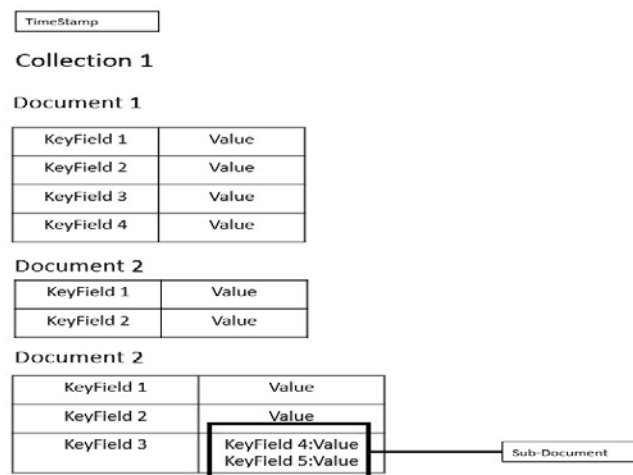 TimeStamp
Collection 1
Document 1
KeyField 1 Value
KeyField 2 Value
KeyField 3 Value
KeyField 4 Value
Document 2
KeyField 1 Value
KeyField 2 Value
Document 2
KeyField 1 Value
KeyField 2 Value
KeyField 3 KeyField 4:Value
KeyField 5:Value
Sub-Document